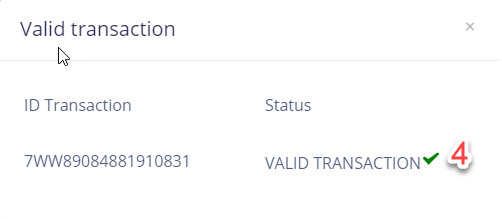 Valid transaction ×
ID Transaction Status
7WW89084881910831 VALID TRANSACTION 4